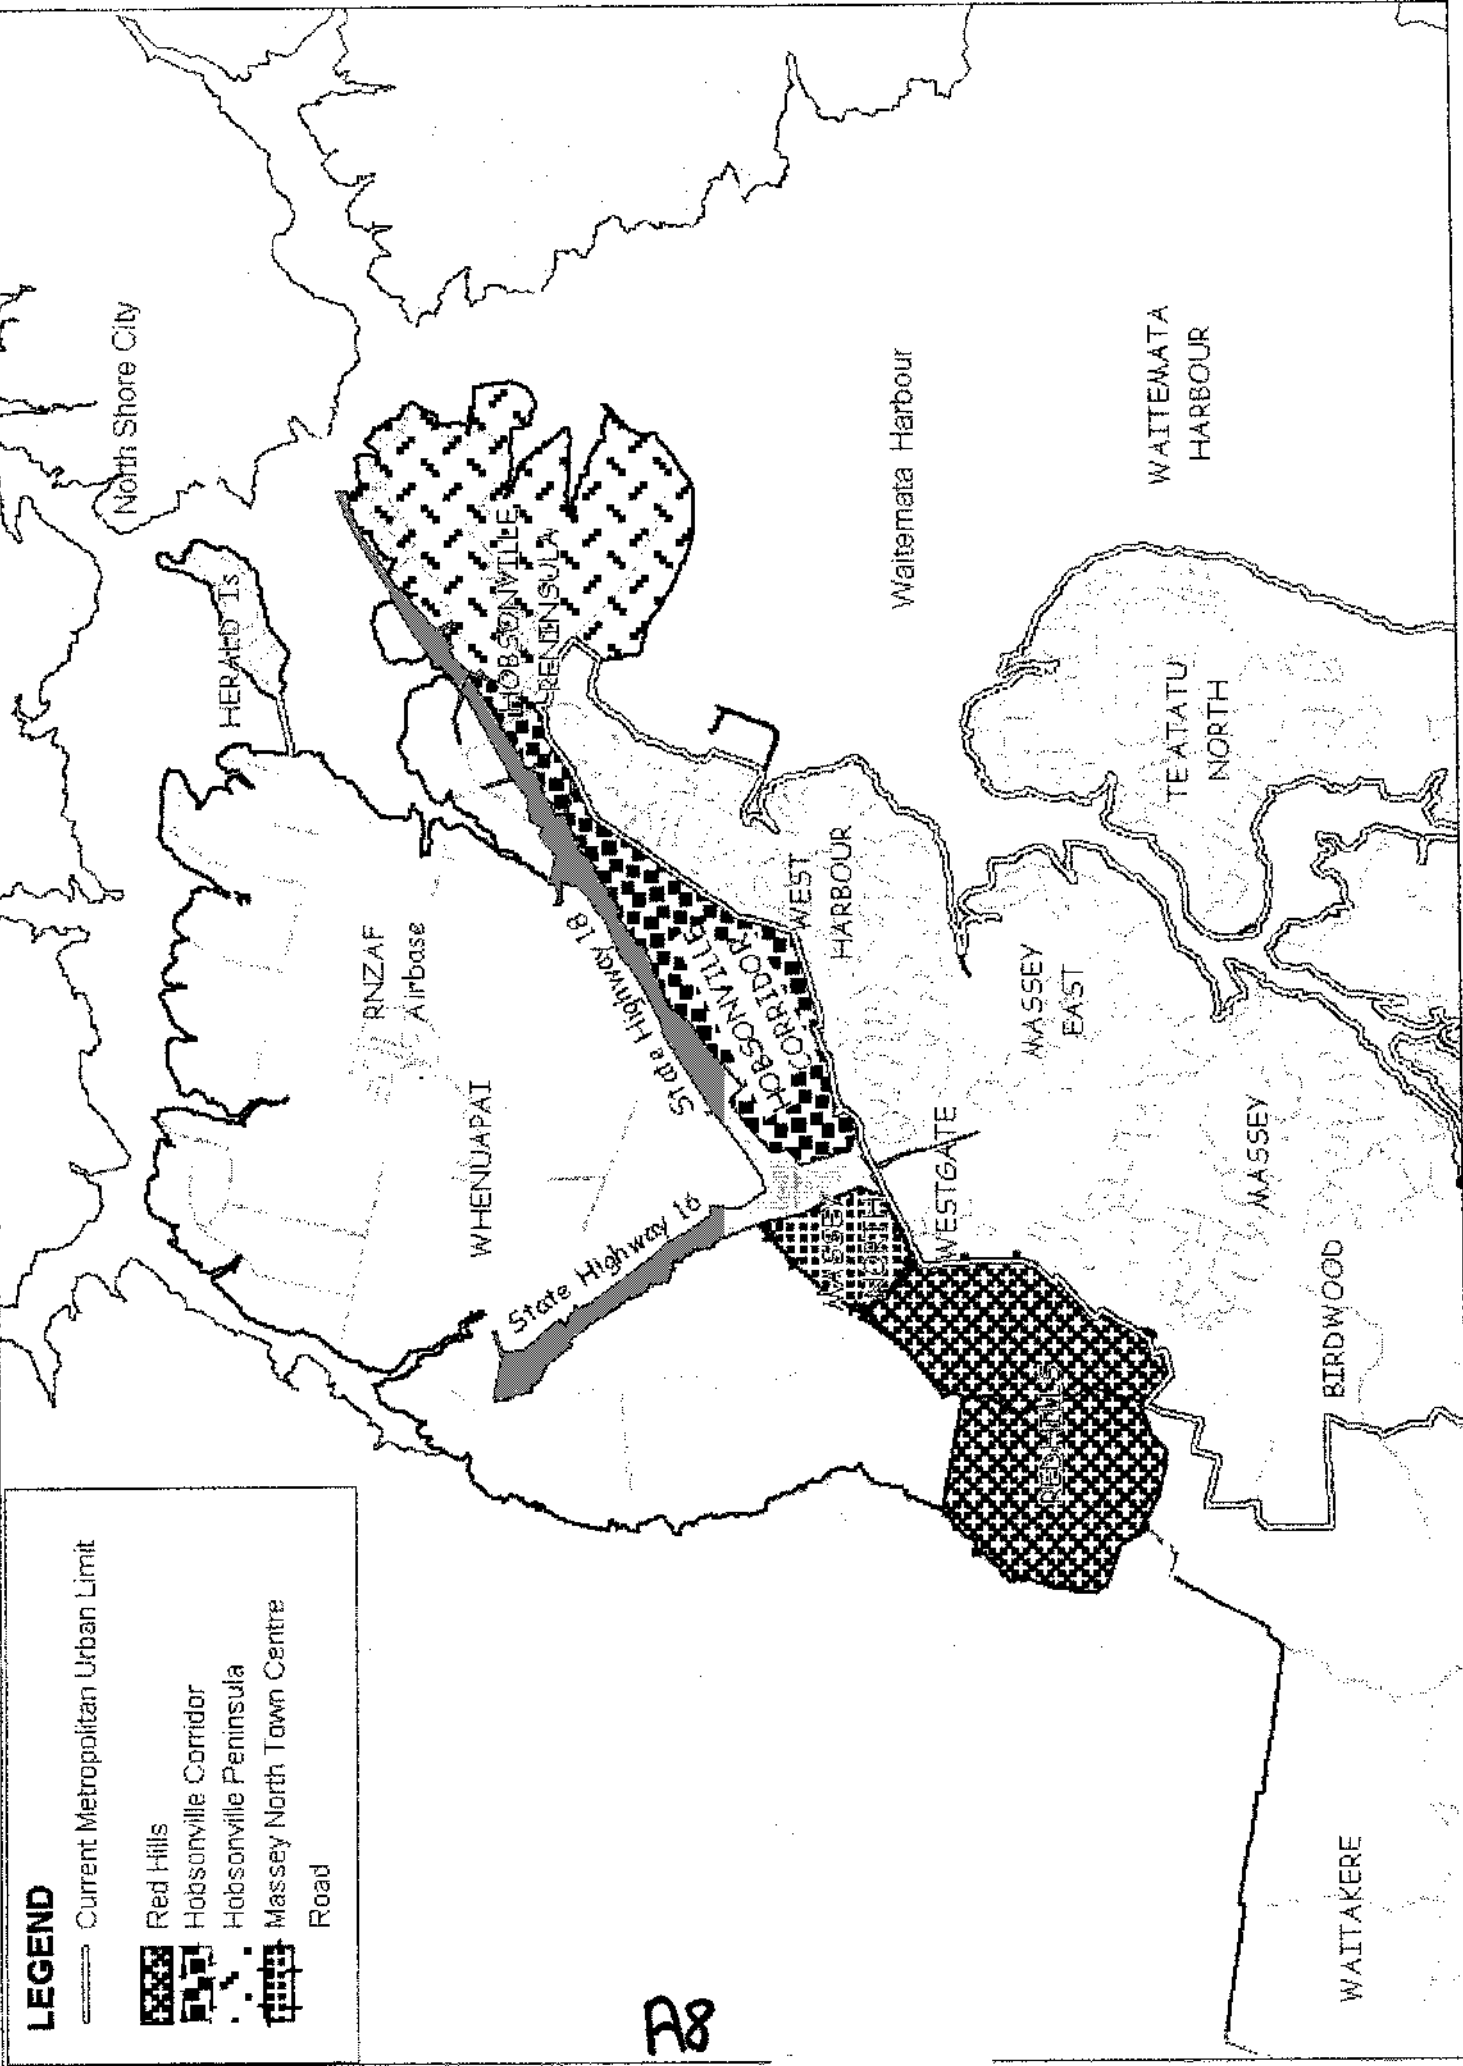 LEGEND
Current Metropolitan Urban Limit
Red Hills
Hobsonville Corridor
Hobsonville Peninsula
Massey North Town Centre
Road
North Shore City
HERALD Is
RNZAF
Airbase
WHENUAPAI
State Highway 16
State Highway 18
HOBSONVILLE
PENINSULA
HOBSONVILLE
CORRIDOR
MASSEY
NORTH
REDHILLS
WESTGATE
WEST
HARBOUR
MASSEY
EAST
MASSEY
BIRDWOOD
TE ATATU
NORTH
Waitemata Harbour
WAITEMATA
HARBOUR
WAITAKERE
A8